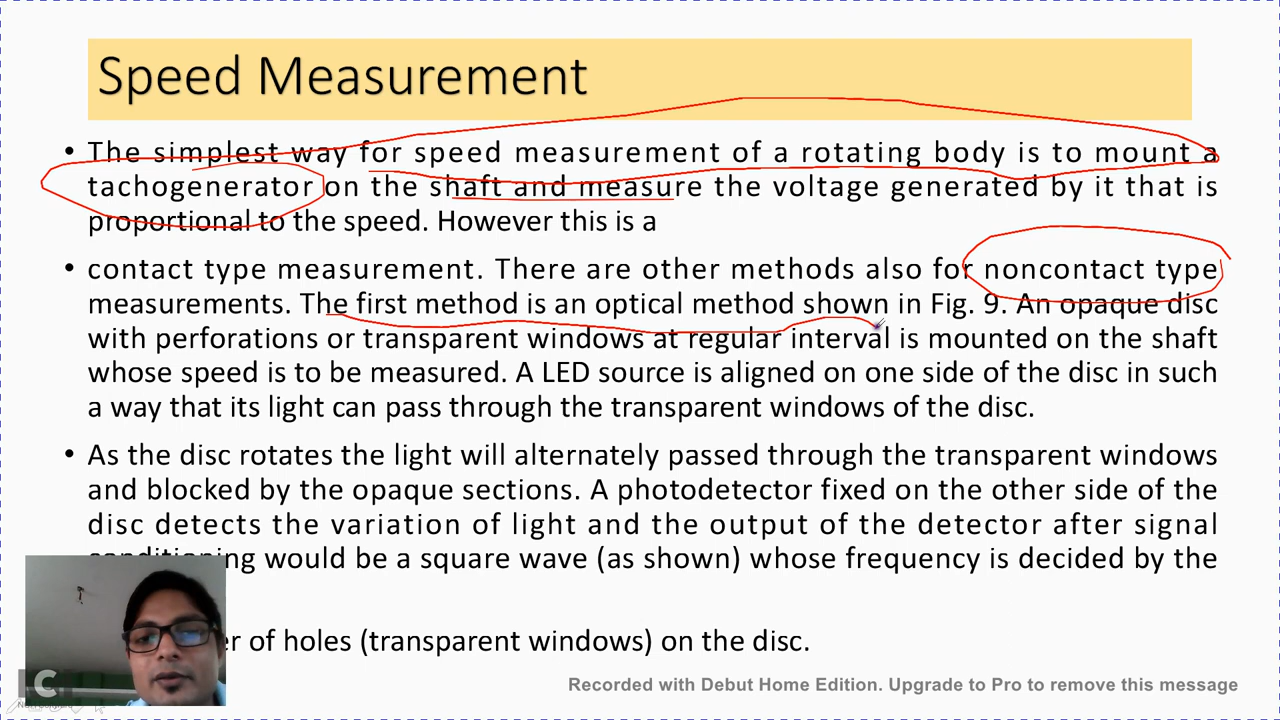 Speed Measurement
• The simplest way for speed measurement of a rotating body is to mount a
tachogenerator on the shaft and measure the voltage generated by it that is
proportional to the speed. However this is a
• contact type measurement. There are other methods also for noncontact type
measurements. The first method is an optical method shown in Fig. 9. An opaque disc
with perforations or transparent windows at regular interval is mounted on the shaft
whose speed is to be measured. A LED source is aligned on one side of the disc in such
a way that its light can pass through the transparent windows of the disc.
• As the disc rotates the light will alternately passed through the transparent windows
and blocked by the opaque sections. A photodetector fixed on the other side of the
disc detects the variation of light and the output of the detector after signal
conditioning would be a square wave (as shown) whose frequency is decided by the
of holes (transparent windows) on the disc.
Recorded with Debut Home Edition. Upgrade to Pro to remove this message